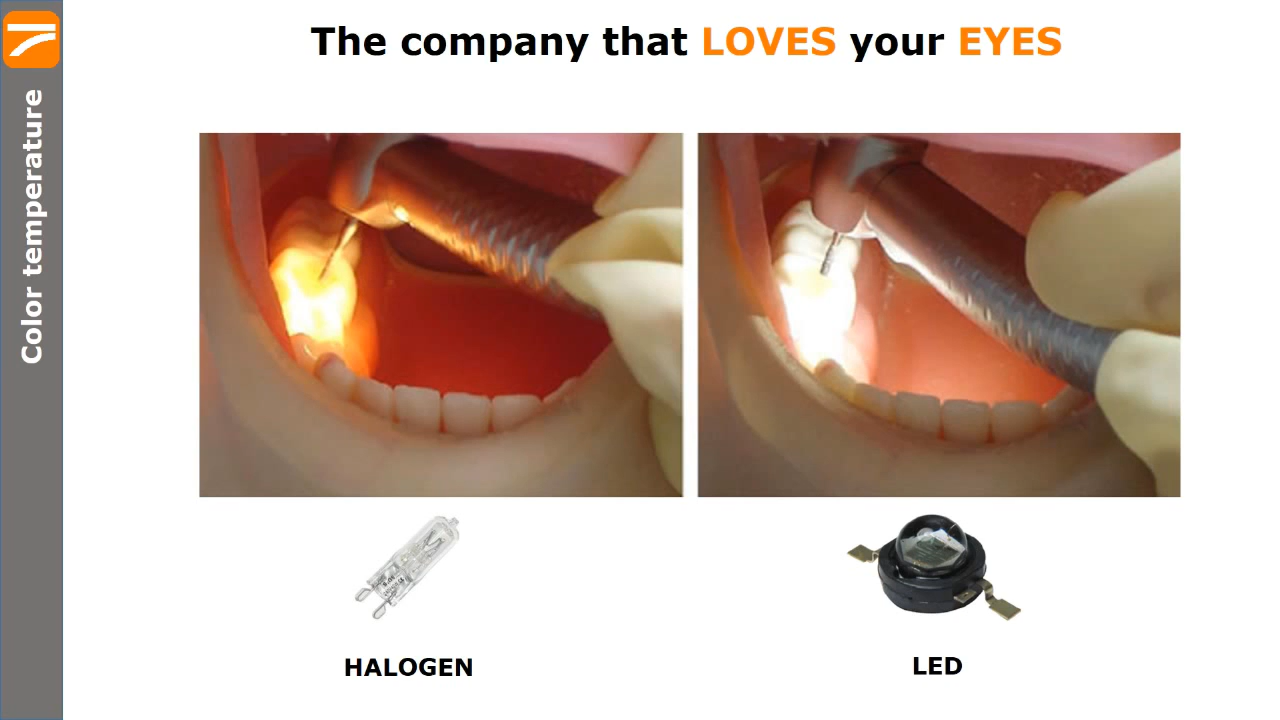 The company that LOVES your EYES
Color temperature
HALOGEN
LED